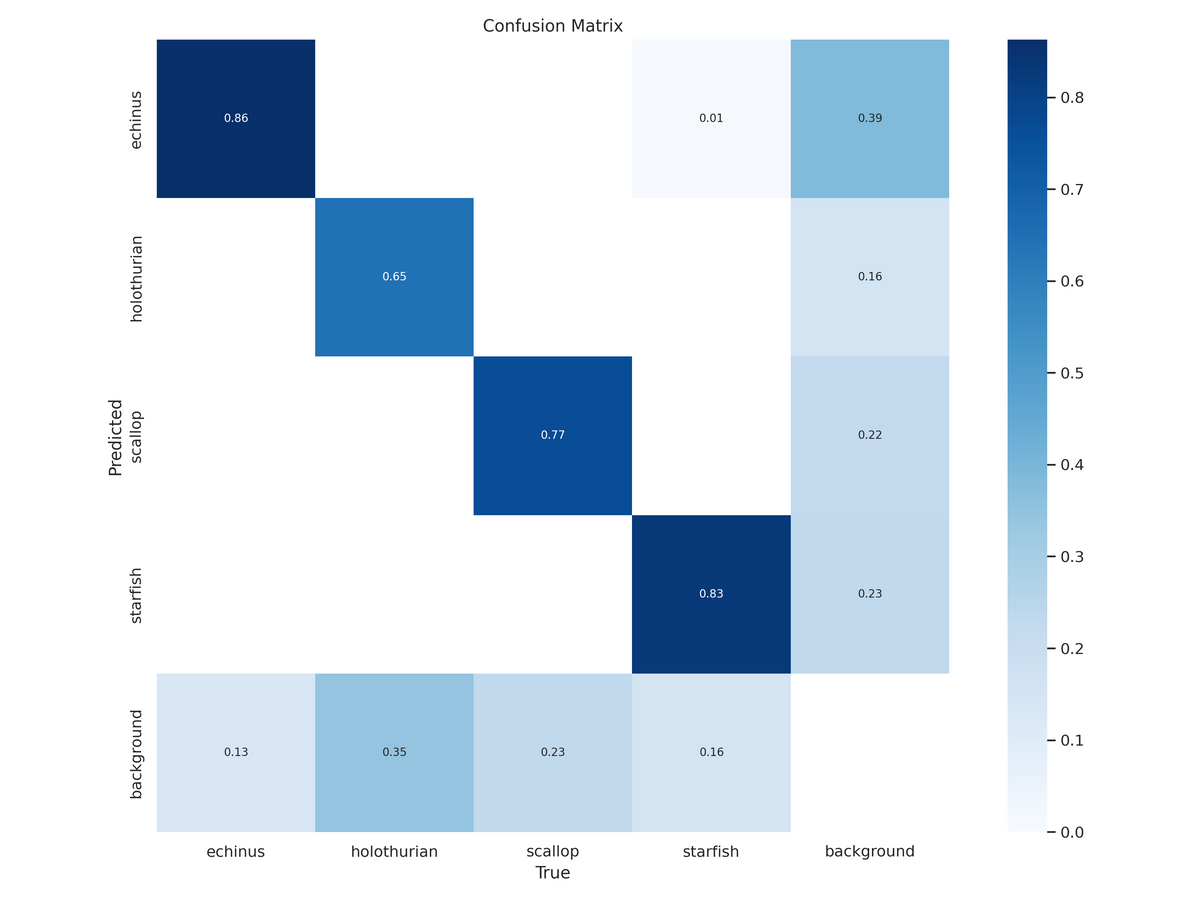 Confusion Matrix
echinus
0.86
0.01
0.39
holothurian
0.65
0.16
Predicted
scallop
0.77
0.22
starfish
0.83
0.23
background
0.13
0.35
0.23
0.16
echinus
holothurian
scallop
starfish
background
True
0.8
0.7
0.6
0.5
0.4
0.3
0.2
0.1
0.0